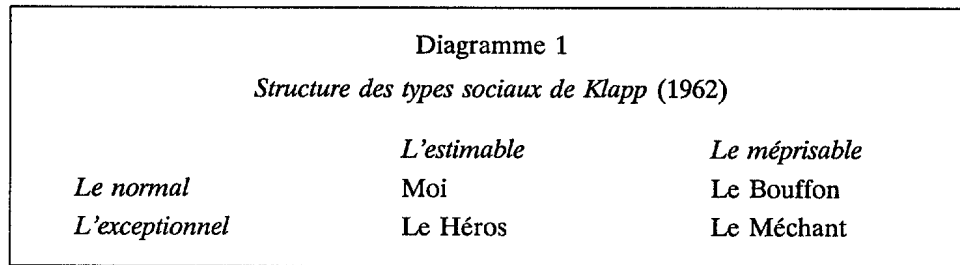 Diagramme 1
Structure des types sociaux de Klapp (1962)
L'estimable Le méprisable
Le normal Moi Le Bouffon
L'exceptionnel Le Héros Le Méchant